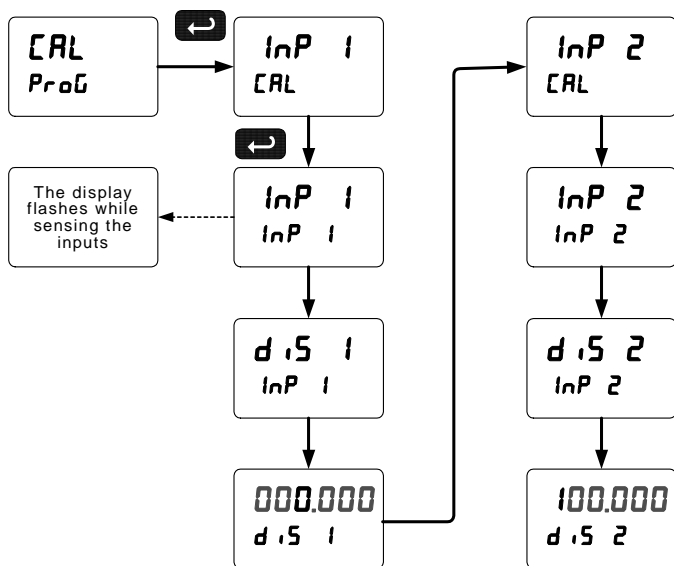 CAL
ProG
InP 1
CAL
The display
flashes while
sensing the
inputs
InP 1
InP 1
diS 1
InP 1
000.000
diS 1
InP 2
CAL
InP 2
InP 2
diS 2
InP 2
100.000
diS 2